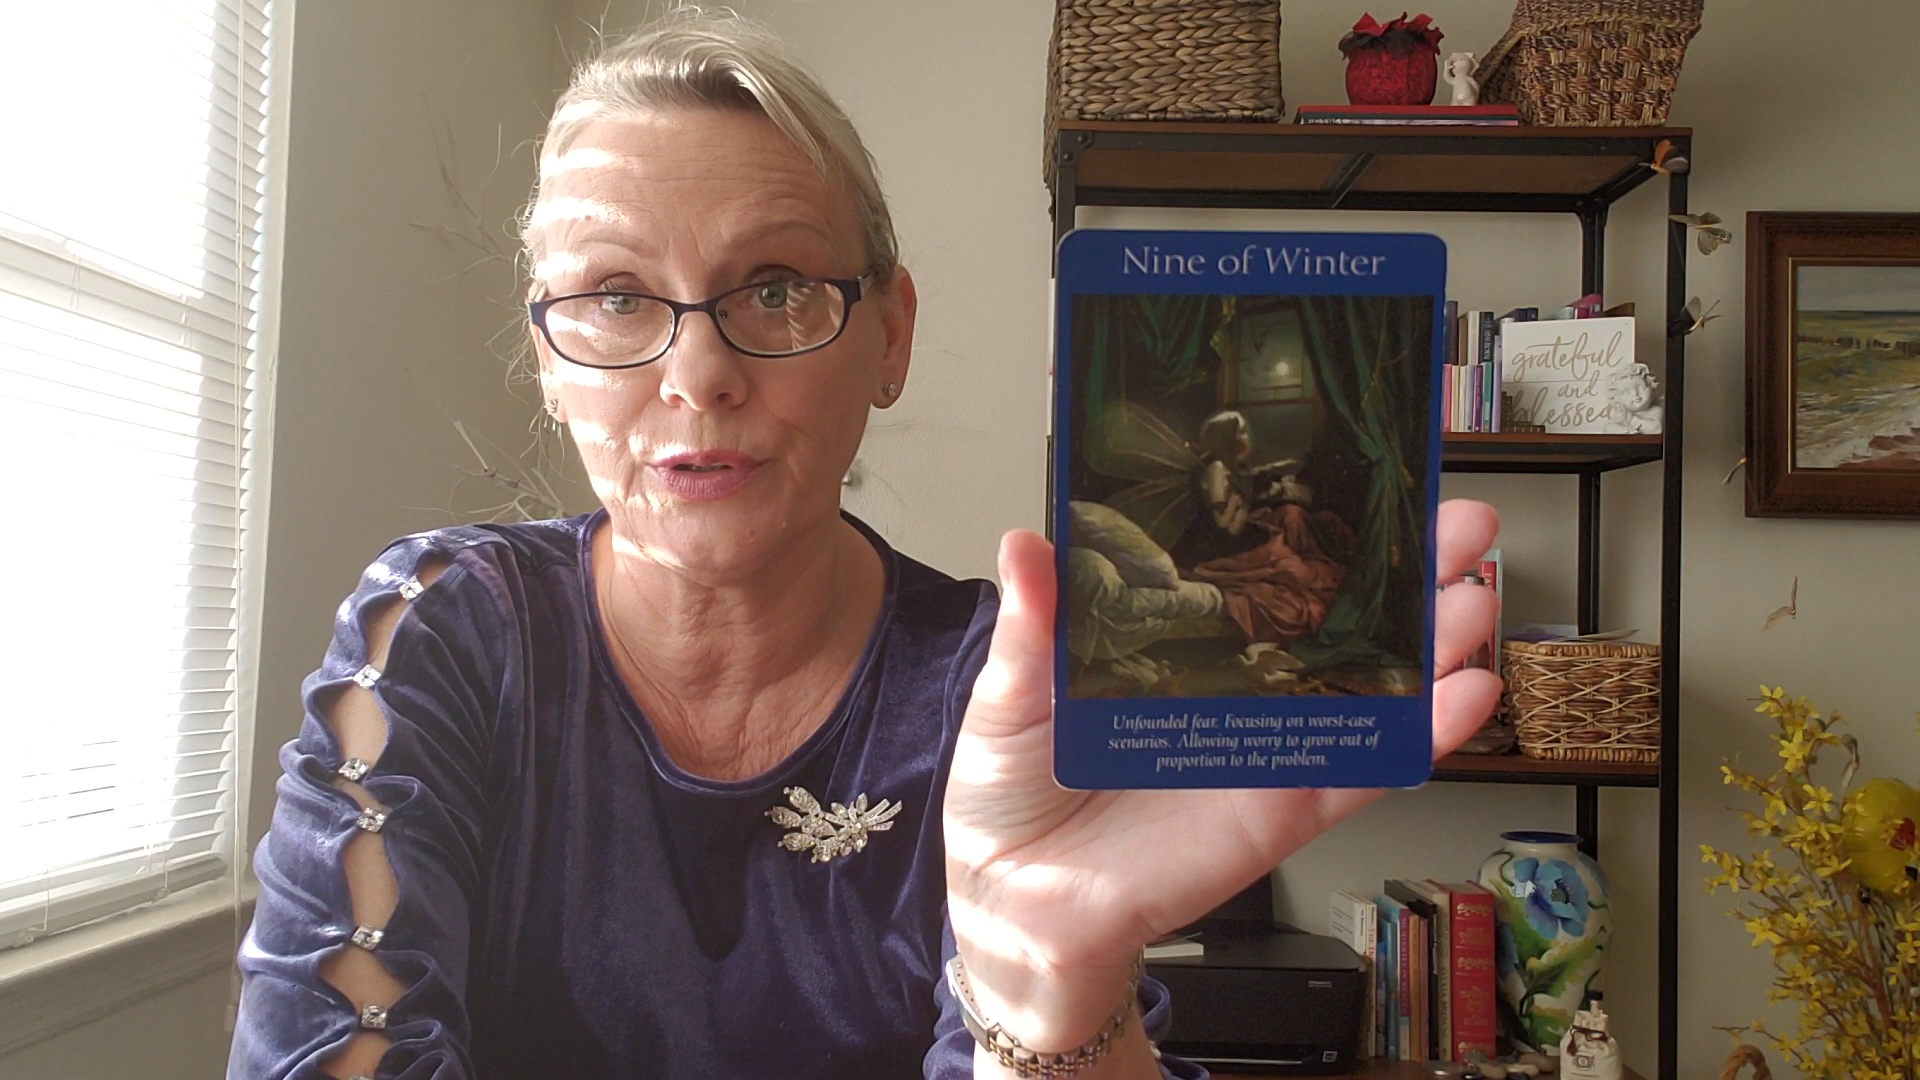 Nine of Winter
Unfounded fear. Focusing on worst-case
scenarios. Allowing worry to grow out of
proportion to the problem.
grateful
and
blessed